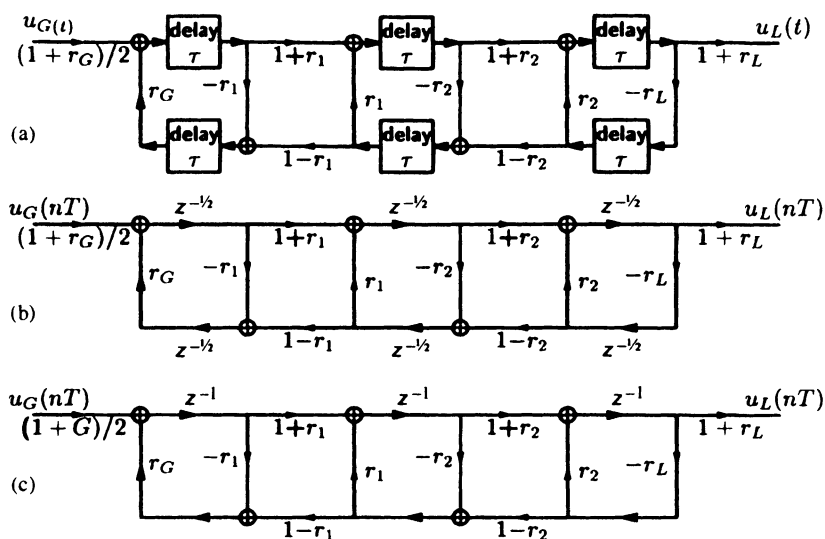 u_G(t) delay delay delay u_L(t)
(1 + r_G)/2 τ 1+r_1 τ 1+r_2 τ 1 + r_L
r_G -r_1 r_1 -r_2 r_2 -r_L
(a) delay delay delay
τ 1-r_1 τ 1-r_2 τ
u_G(nT) z^{-1/2} z^{-1/2} z^{-1/2} u_L(nT)
(1 + r_G)/2 1+r_1 1+r_2 1 + r_L
r_G -r_1 r_1 -r_2 r_2 -r_L
(b)
z^{-1/2} 1-r_1 z^{-1/2} 1-r_2 z^{-1/2}
u_G(nT) z^{-1} z^{-1} z^{-1} u_L(nT)
(1 + G)/2 1+r_1 1+r_2 1 + r_L
r_G -r_1 r_1 -r_2 r_2 -r_L
(c)
1-r_1 1-r_2